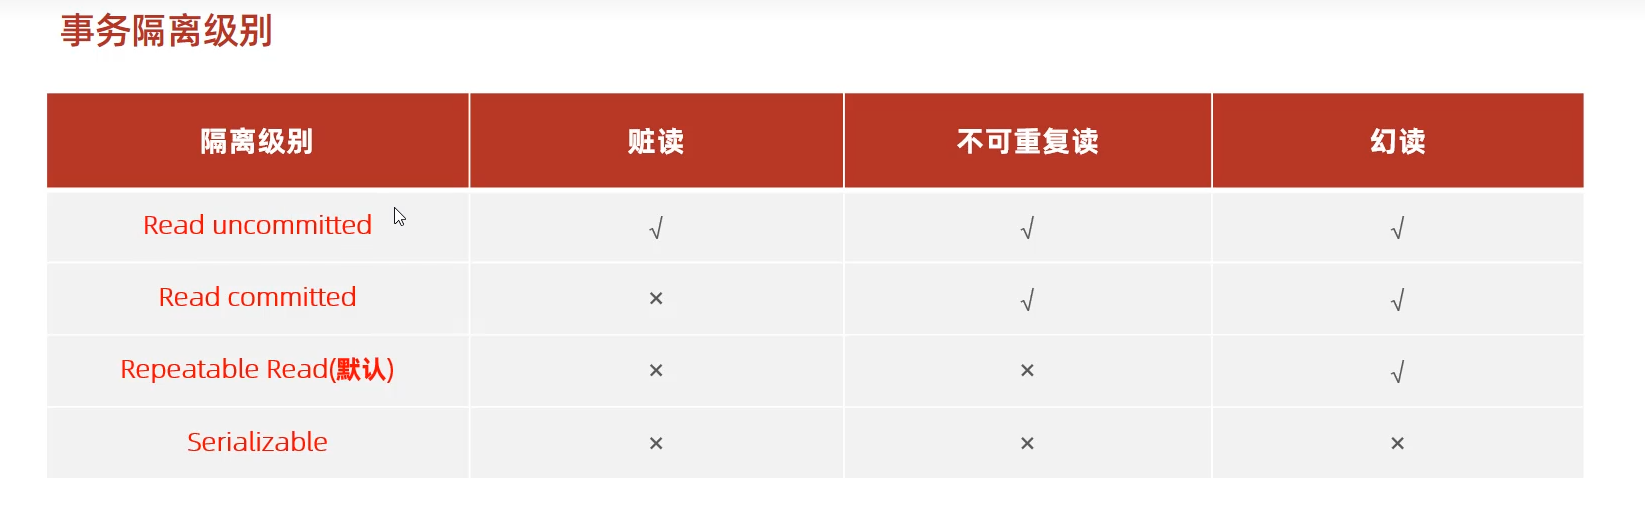 事务隔离级别
隔离级别 赃读 不可重复读 幻读
Read uncommitted √ √ √
Read committed × √ √
Repeatable Read(默认) × × √
Serializable × × ×